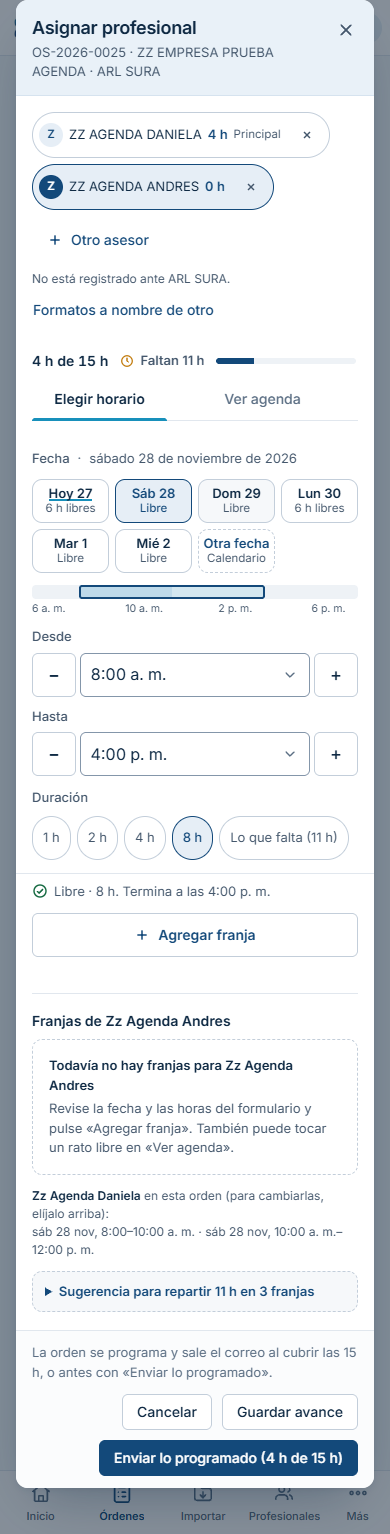 Asignar profesional
OS-2026-0025 · ZZ EMPRESA PRUEBA
AGENDA · ARL SURA
Z ZZ AGENDA DANIELA 4 h Principal ×
Z ZZ AGENDA ANDRES 0 h ×
+ Otro asesor
No está registrado ante ARL SURA.
Formatos a nombre de otro
4 h de 15 h Faltan 11 h
Elegir horario Ver agenda
Fecha · sábado 28 de noviembre de 2026
Hoy 27 Sáb 28 Dom 29 Lun 30
6 h libres Libre Libre 6 h libres
Mar 1 Mié 2 Otra fecha
Libre Libre Calendario
6 a. m. 10 a. m. 2 p. m. 6 p. m.
Desde
− 8:00 a. m. +
Hasta
− 4:00 p. m. +
Duración
1 h 2 h 4 h 8 h Lo que falta (11 h)
Libre · 8 h. Termina a las 4:00 p. m.
+ Agregar franja
Franjas de Zz Agenda Andres
Todavía no hay franjas para Zz Agenda
Andres
Revise la fecha y las horas del formulario y
pulse «Agregar franja». También puede tocar
un rato libre en «Ver agenda».
Zz Agenda Daniela en esta orden (para cambiarlas,
elíjalo arriba):
sáb 28 nov, 8:00–10:00 a. m. · sáb 28 nov, 10:00 a. m.–
12:00 p. m.
Sugerencia para repartir 11 h en 3 franjas
La orden se programa y sale el correo al cubrir las 15
h, o antes con «Enviar lo programado».
Cancelar Guardar avance
Enviar lo programado (4 h de 15 h)
Inicio Órdenes Importar Profesionales Más